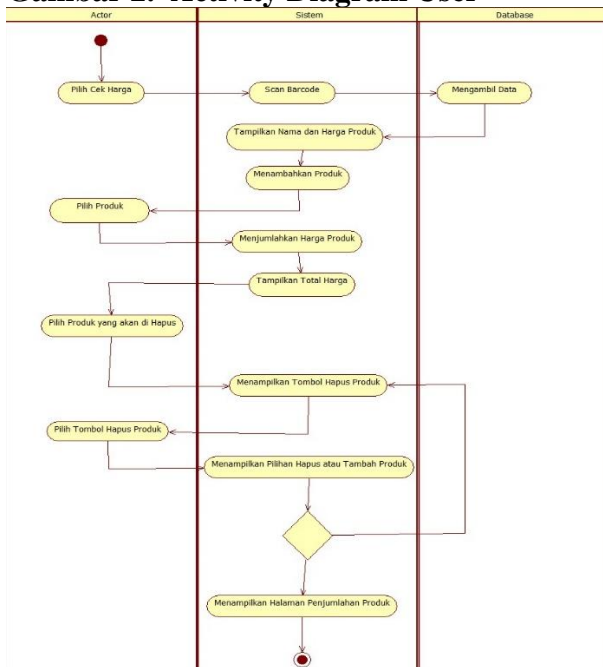 Gambar 2. Activity Diagram User
Actor
Sistem
Database
Pilih Cek Harga
Scan Barcode
Mengambil Data
Tampilkan Nama dan Harga Produk
Menambahkan Produk
Pilih Produk
Menjumlahkan Harga Produk
Tampilkan Total Harga
Pilih Produk yang akan di Hapus
Menampilkan Tombol Hapus Produk
Pilih Tombol Hapus Produk
Menampilkan Pilihan Hapus atau Tambah Produk
Menampilkan Halaman Penjumlahan Produk